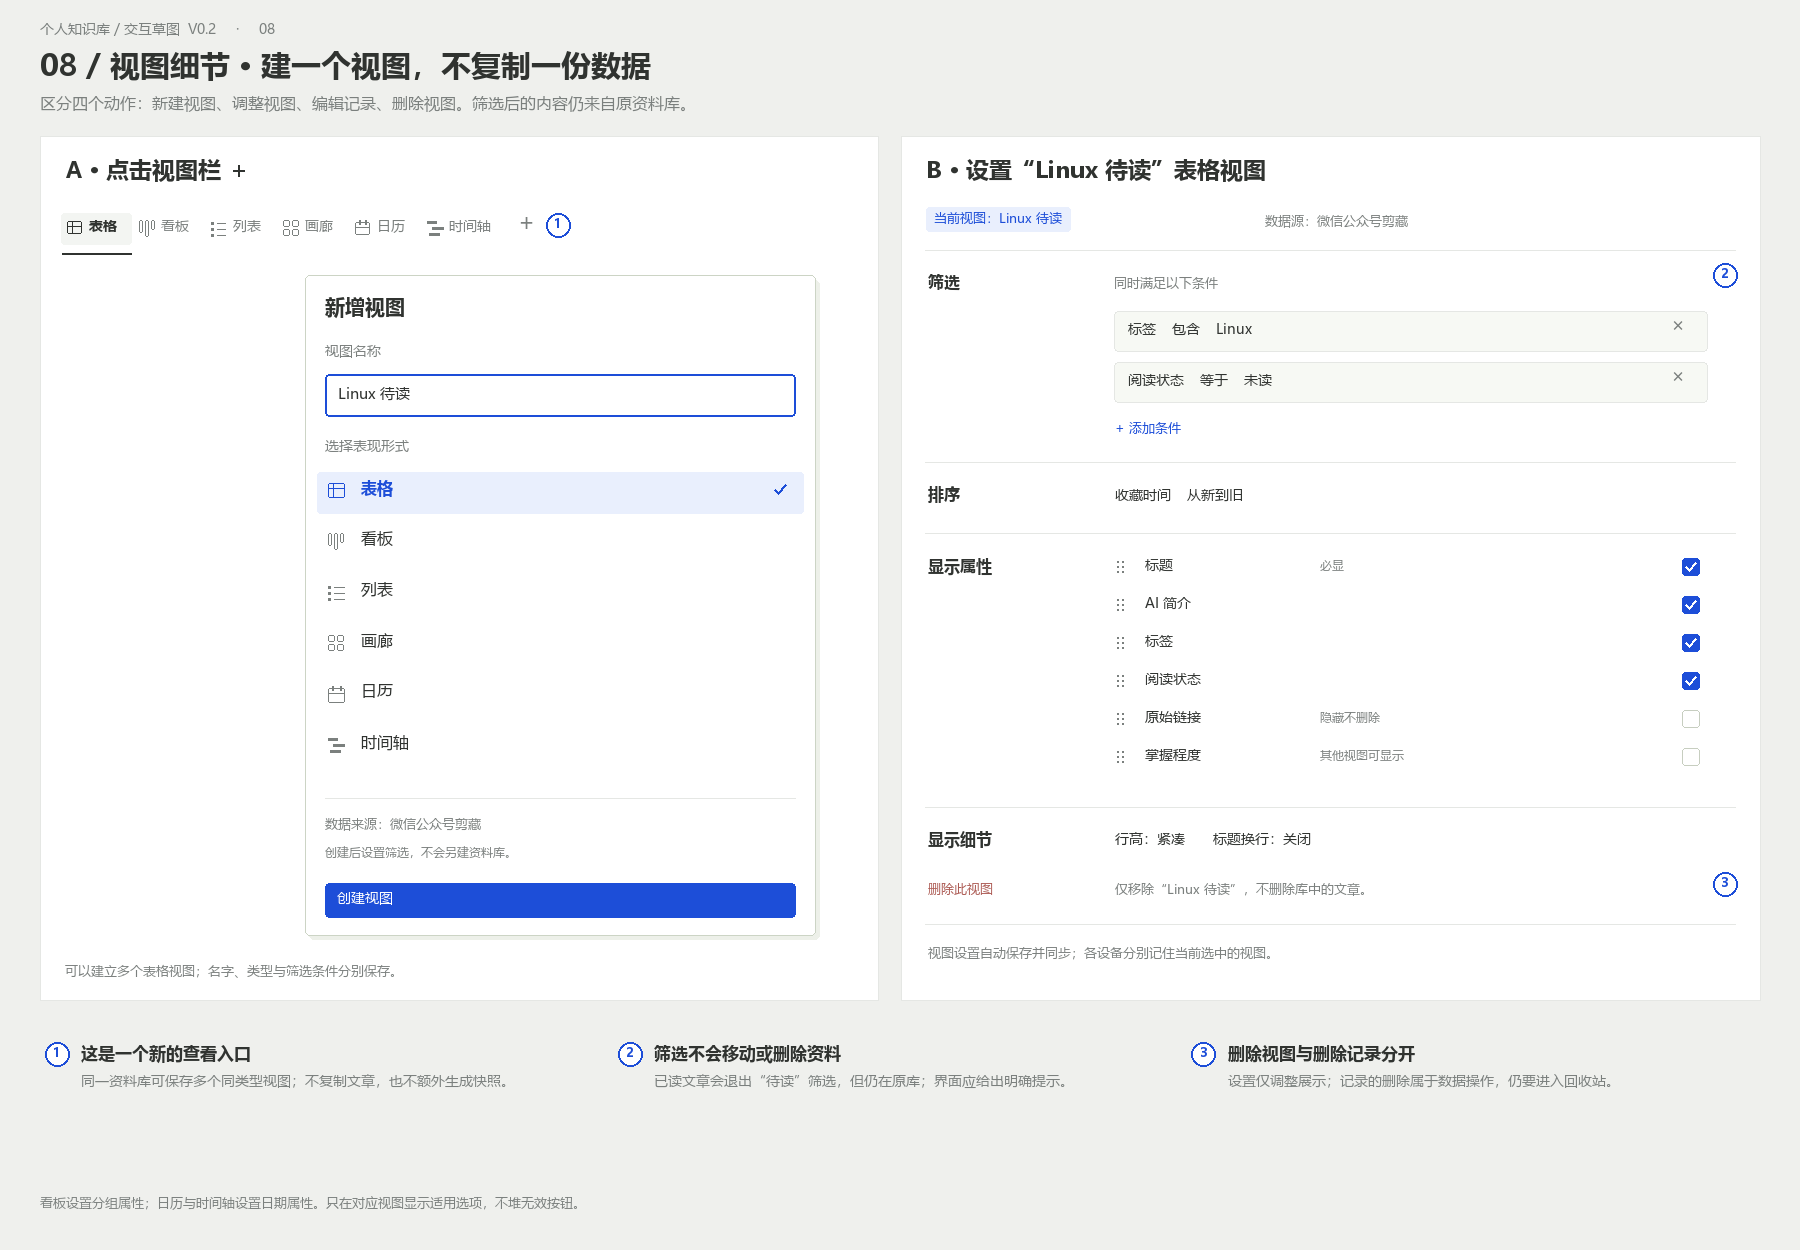 个人知识库 / 交互草图 V0.2 · 08
08 / 视图细节 • 建一个视图，不复制一份数据
区分四个动作：新建视图、调整视图、编辑记录、删除视图。筛选后的内容仍来自原资料库。
A • 点击视图栏 +
表格 看板 列表 画廊 日历 时间轴 + 1
新增视图
视图名称
Linux 待读
选择表现形式
表格
看板
列表
画廊
日历
时间轴
数据来源：微信公众号剪藏
创建后设置筛选，不会另建资料库。
创建视图
可以建立多个表格视图；名字、类型与筛选条件分别保存。
B • 设置“Linux 待读”表格视图
当前视图：Linux 待读 数据源：微信公众号剪藏
筛选 同时满足以下条件 2
标签 包含 Linux ×
阅读状态 等于 未读 ×
+ 添加条件
排序 收藏时间 从新到旧
显示属性 标题 必显
AI 简介
标签
阅读状态
原始链接 隐藏不删除
掌握程度 其他视图可显示
显示细节 行高：紧凑 标题换行：关闭
删除此视图 仅移除“Linux 待读”，不删除库中的文章。 3
视图设置自动保存并同步；各设备分别记住当前选中的视图。
1 这是一个新的查看入口
同一资料库可保存多个同类型视图；不复制文章，也不额外生成快照。
2 筛选不会移动或删除资料
已读文章会退出“待读”筛选，但仍在原库；界面应给出明确提示。
3 删除视图与删除记录分开
设置仅调整展示；记录的删除属于数据操作，仍要进入回收站。
看板设置分组属性；日历与时间轴设置日期属性。只在对应视图显示适用选项，不堆无效按钮。